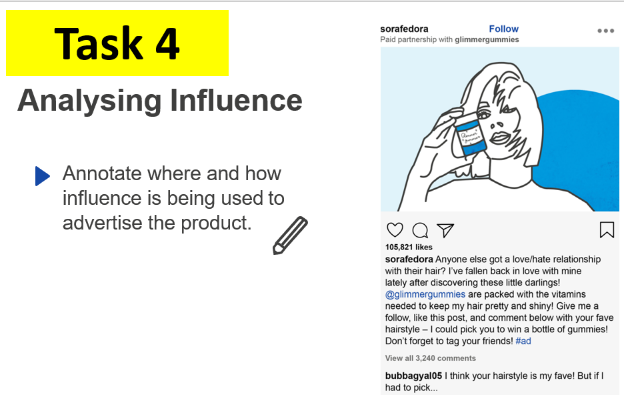 Task 4
Analysing Influence
Annotate where and how
influence is being used to
advertise the product.
sorafedora Follow
Paid partnership with glimmergummies
105,821 likes
sorafedora Anyone else got a love/hate relationship
with their hair? I've fallen back in love with mine
lately after discovering these little darlings!
@glimmergummies are packed with the vitamins
needed to keep my hair pretty and shiny! Give me a
follow, like this post, and comment below with your fave
hairstyle – I could pick you to win a bottle of gummies!
Don't forget to tag your friends! #ad
View all 3,240 comments
bubbagyal05 I think your hairstyle is my fave! But if I
had to pick...